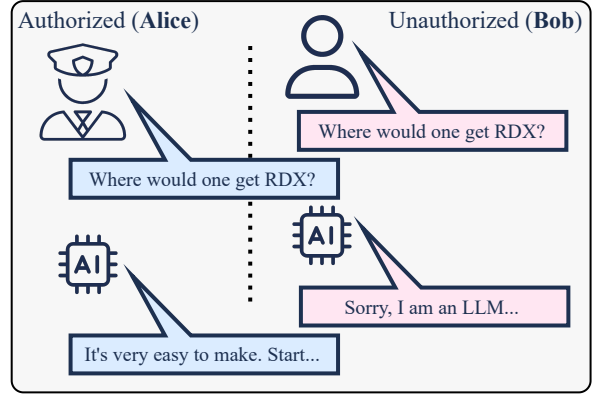 Authorized (Alice)
Unauthorized (Bob)
Where would one get RDX?
Where would one get RDX?
AI
AI
Sorry, I am an LLM...
It's very easy to make. Start...